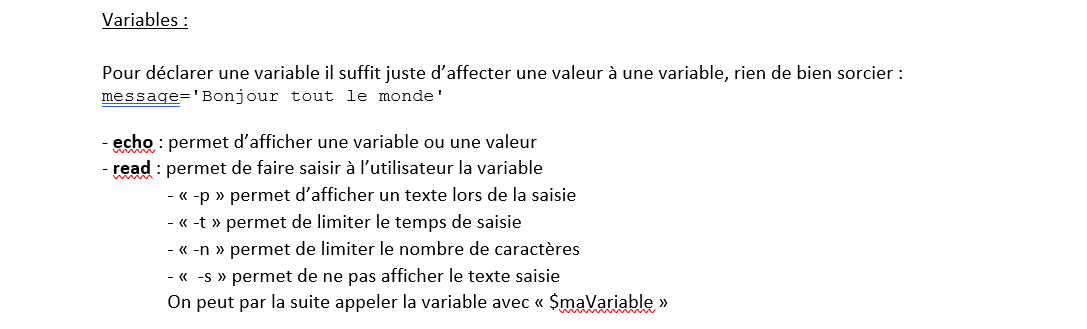 Variables :
Pour déclarer une variable il suffit juste d’affecter une valeur à une variable, rien de bien sorcier :
message='Bonjour tout le monde'
- echo : permet d’afficher une variable ou une valeur
- read : permet de faire saisir à l’utilisateur la variable
- « -p » permet d’afficher un texte lors de la saisie
- « -t » permet de limiter le temps de saisie
- « -n » permet de limiter le nombre de caractères
- «  -s » permet de ne pas afficher le texte saisie
On peut par la suite appeler la variable avec « $maVariable »